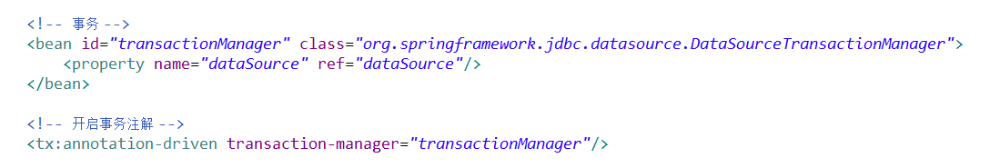 <!-- 事务 -->
<bean id="transactionManager" class="org.springframework.jdbc.datasource.DataSourceTransactionManager">
    <property name="dataSource" ref="dataSource"/>
</bean>
<!-- 开启事务注解 -->
<tx:annotation-driven transaction-manager="transactionManager"/>